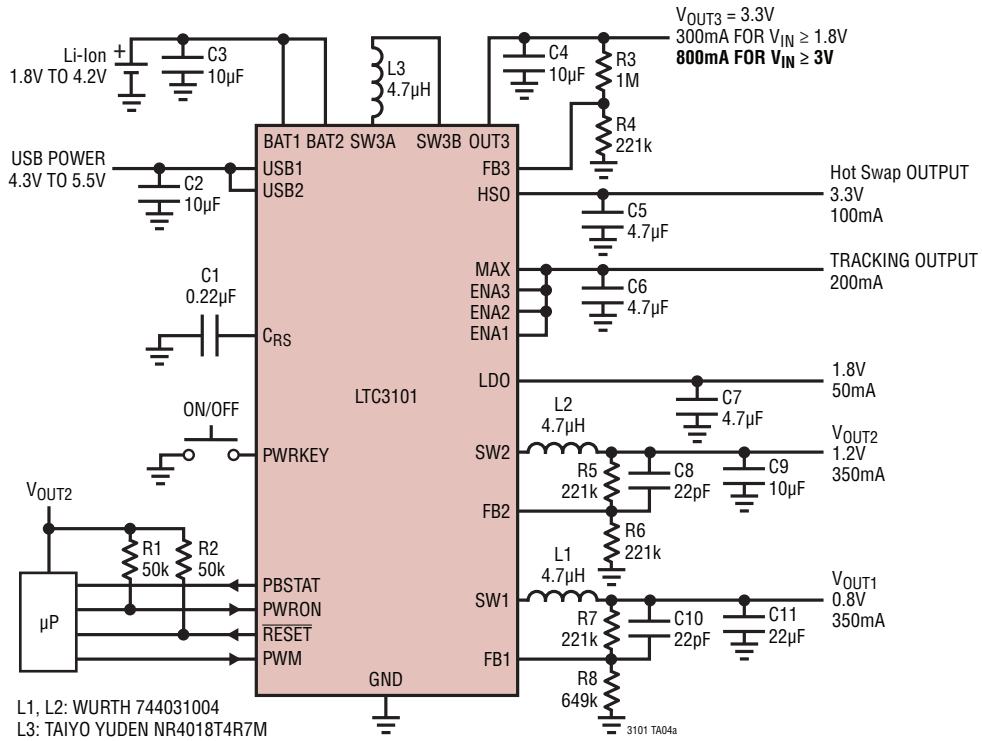 Li-Ion
1.8V TO 4.2V
+
C3
10µF
L3
4.7µH
C4
10µF
R3
1M
R4
221k
VOUT3 = 3.3V
300mA FOR VIN ≥ 1.8V
800mA FOR VIN ≥ 3V
BAT1 BAT2 SW3A SW3B OUT3
USB POWER
4.3V TO 5.5V
C2
10µF
USB1
USB2
FB3
HSO
C5
4.7µF
Hot Swap OUTPUT
3.3V
100mA
MAX
ENA3
ENA2
ENA1
C6
4.7µF
TRACKING OUTPUT
200mA
C1
0.22µF
CRS
LTC3101
LDO
C7
4.7µF
1.8V
50mA
ON/OFF
PWRKEY
L2
4.7µH
SW2
R5
221k
C8
22pF
C9
10µF
VOUT2
1.2V
350mA
FB2
R6
221k
VOUT2
R1
50k
R2
50k
µP
PBSTAT
PWRON
RESET
PWM
L1
4.7µH
SW1
R7
221k
C10
22pF
C11
22µF
VOUT1
0.8V
350mA
FB1
R8
649k
GND
L1, L2: WURTH 744031004
L3: TAIYO YUDEN NR4018T4R7M
3101 TA04a